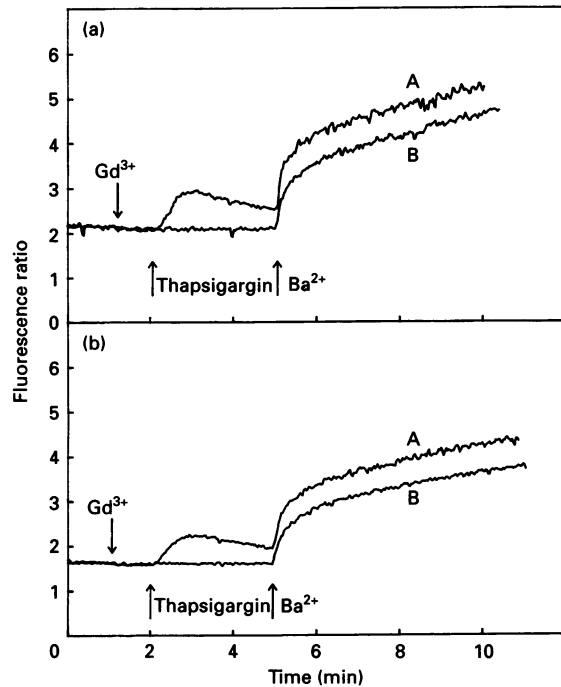 (a)
6
5
4
3
2
1
0
A
B
Gd³⁺
Thapsigargin
Ba²⁺
Fluorescence ratio
(b)
6
5
4
3
2
1
A
B
Gd³⁺
Thapsigargin
Ba²⁺
0
2
4
6
8
10
Time (min)